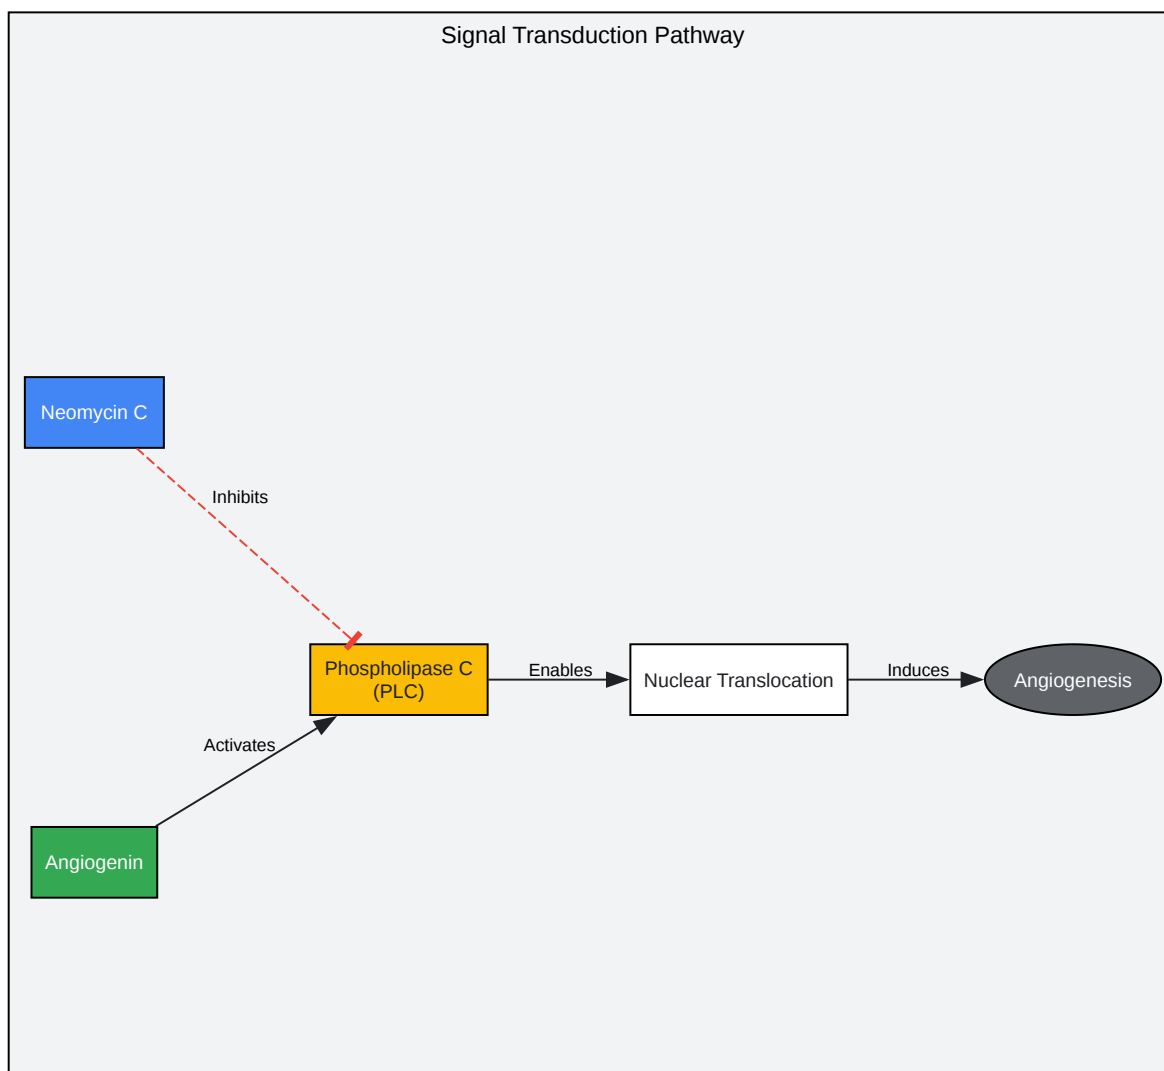 Signal Transduction Pathway
Neomycin C
Inhibits
Phospholipase C
(PLC)
Enables
Nuclear Translocation
Induces
Angiogenesis
Activates
Angiogenin